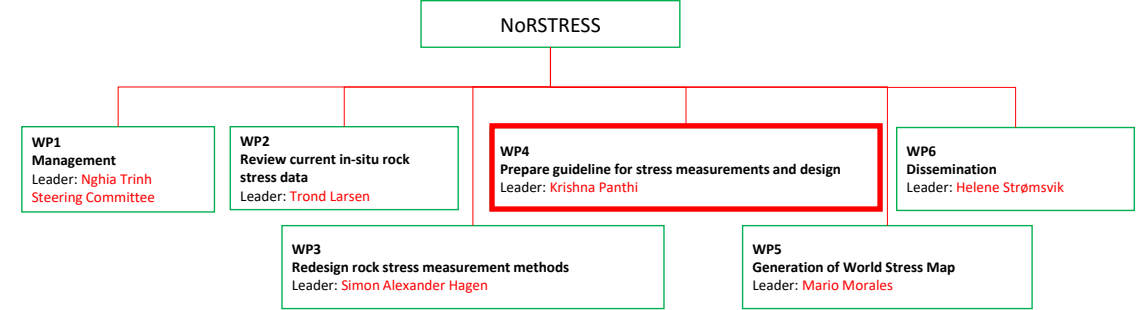 NoRSTRESS
WP1
Management
Leader: Nghia Trinh
Steering Committee
WP2
Review current in-situ rock
stress data
Leader: Trond Larsen
WP4
Prepare guideline for stress measurements and design
Leader: Krishna Panthi
WP6
Dissemination
Leader: Helene Strømsvik
WP3
Redesign rock stress measurement methods
Leader: Simon Alexander Hagen
WP5
Generation of World Stress Map
Leader: Mario Morales